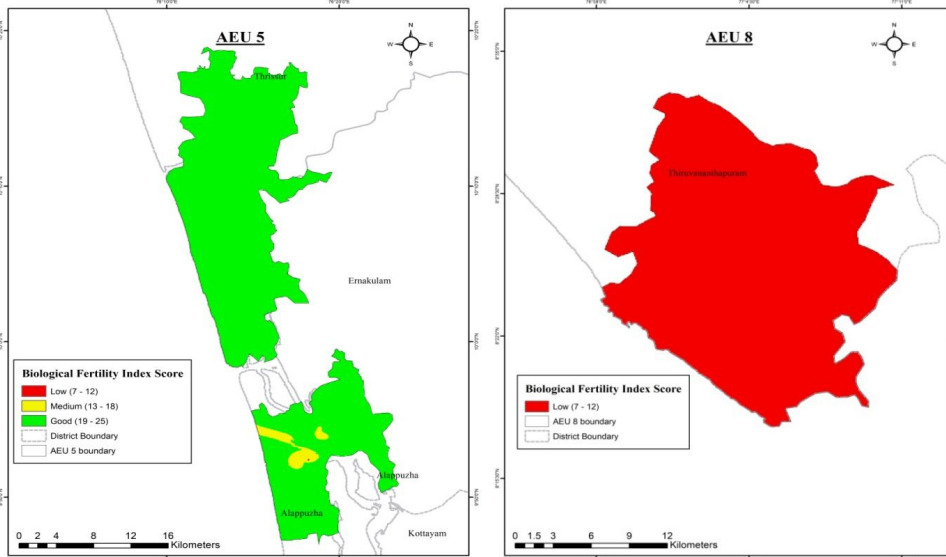 AEU 5
N
W E
S
Thrissur
Ernakulam
Biological Fertility Index Score
Low (7 - 12)
Medium (13 - 18)
Good (19 - 25)
District Boundary
AEU 5 boundary
Alappuzha
Alappuzha
Kottayam
0 2 4 8 12 16
Kilometers
AEU 8
N
W E
S
Thiruvananthapuram
Biological Fertility Index Score
Low (7 - 12)
AEU 8 boundary
District Boundary
0 1.5 3 6 9 12
Kilometers